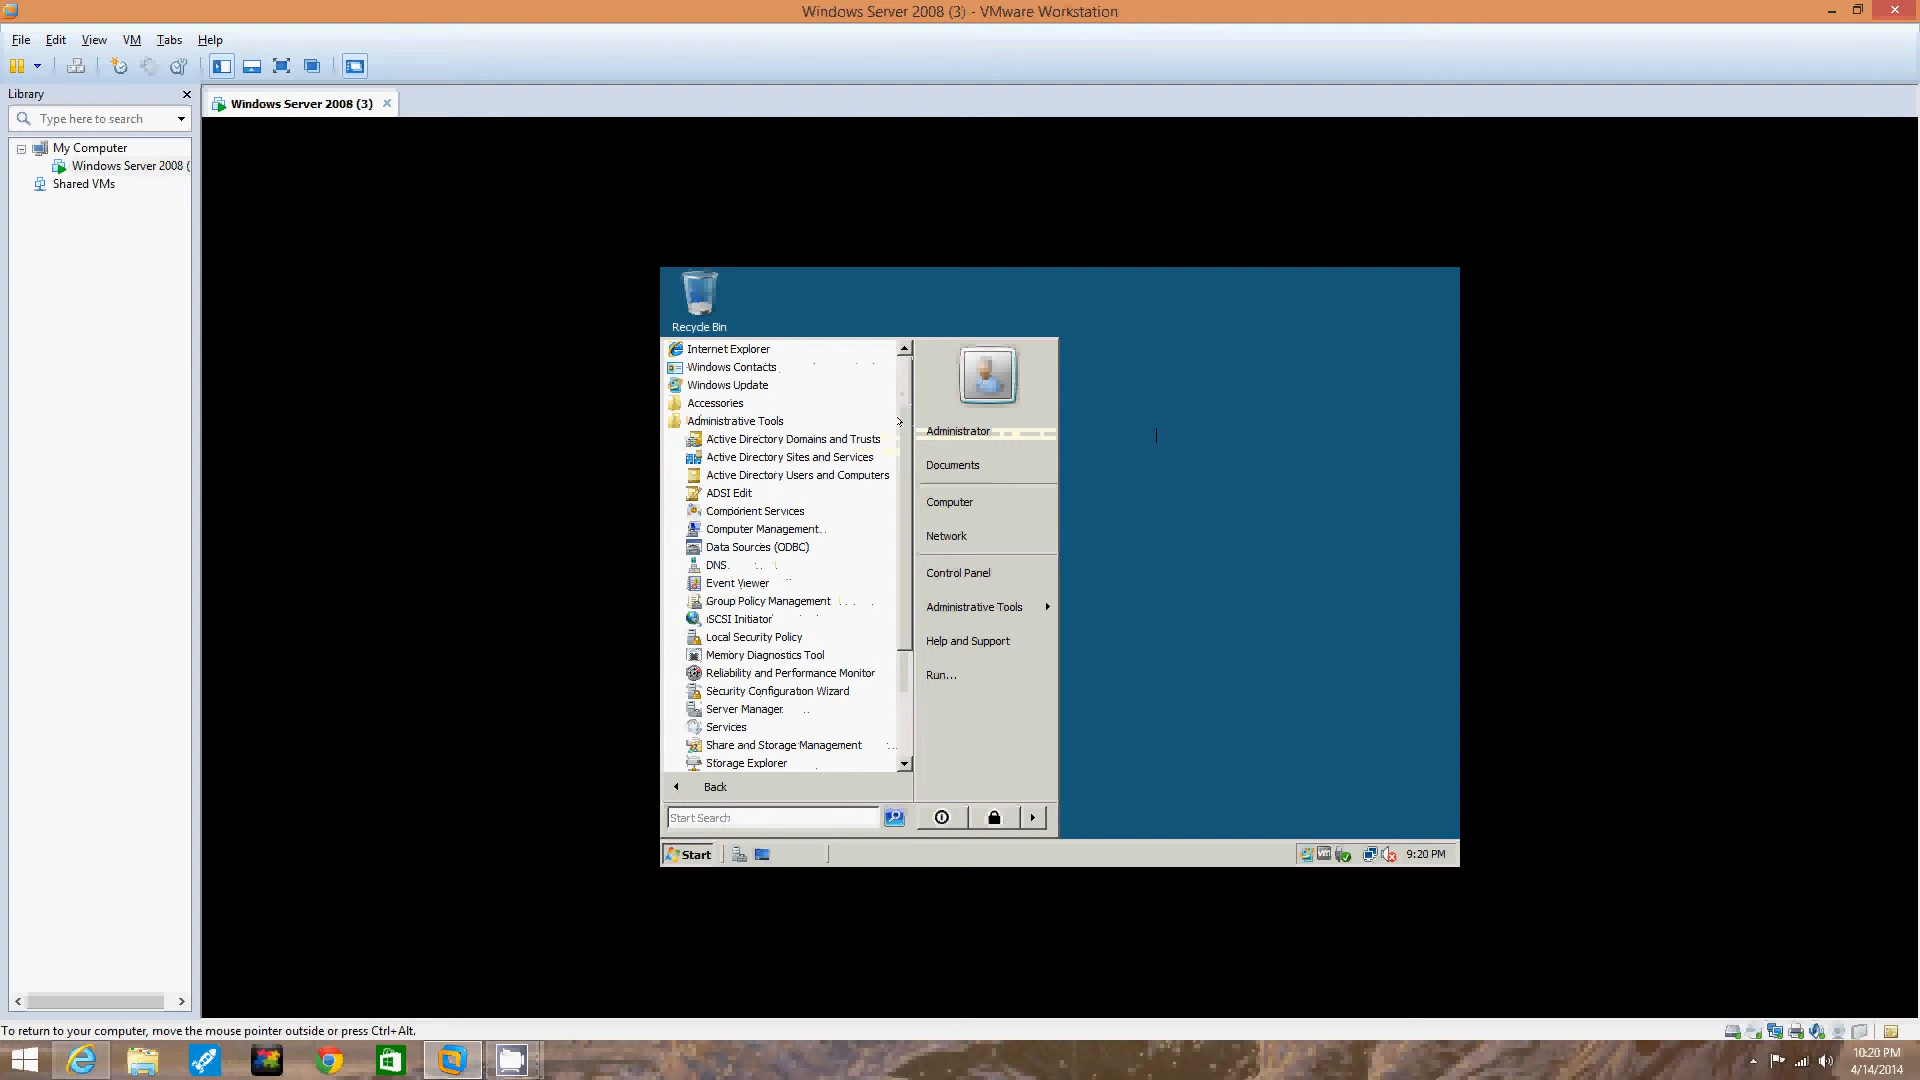 Windows Server 2008 (3) - VMware Workstation
File Edit View VM Tabs Help
Library
Windows Server 2008 (3)
Type here to search
My Computer
Windows Server 2008 (
Shared VMs
Recycle Bin
Internet Explorer
Windows Contacts
Windows Update
Accessories
Administrative Tools
Active Directory Domains and Trusts
Active Directory Sites and Services
Active Directory Users and Computers
ADSI Edit
Component Services
Computer Management
Data Sources (ODBC)
DNS
Event Viewer
Group Policy Management
iSCSI Initiator
Local Security Policy
Memory Diagnostics Tool
Reliability and Performance Monitor
Security Configuration Wizard
Server Manager
Services
Share and Storage Management
Storage Explorer
Back
Start Search
Administrator
Documents
Computer
Network
Control Panel
Administrative Tools
Help and Support
Run...
Start
9:20 PM
To return to your computer, move the mouse pointer outside or press Ctrl+Alt.
10:20 PM
4/14/2014